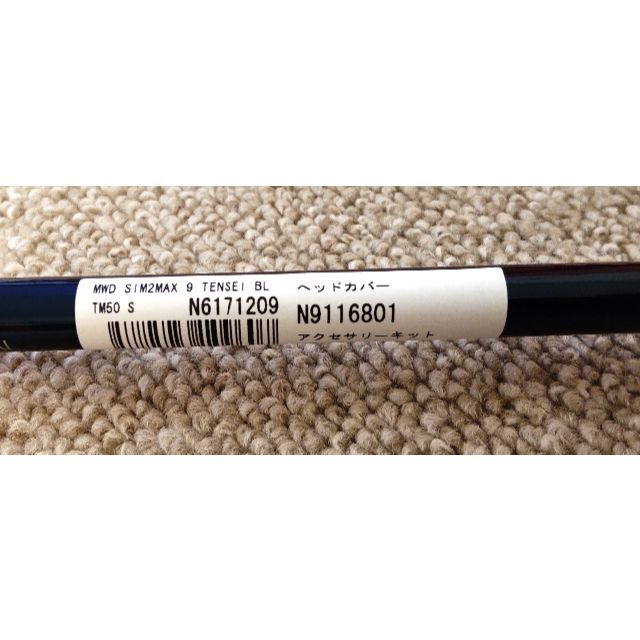 MWD SIM2MAX 9 TENSEI BL
TM50 S N6171209
ヘッドカバー
N9116801
アクセサリーキット